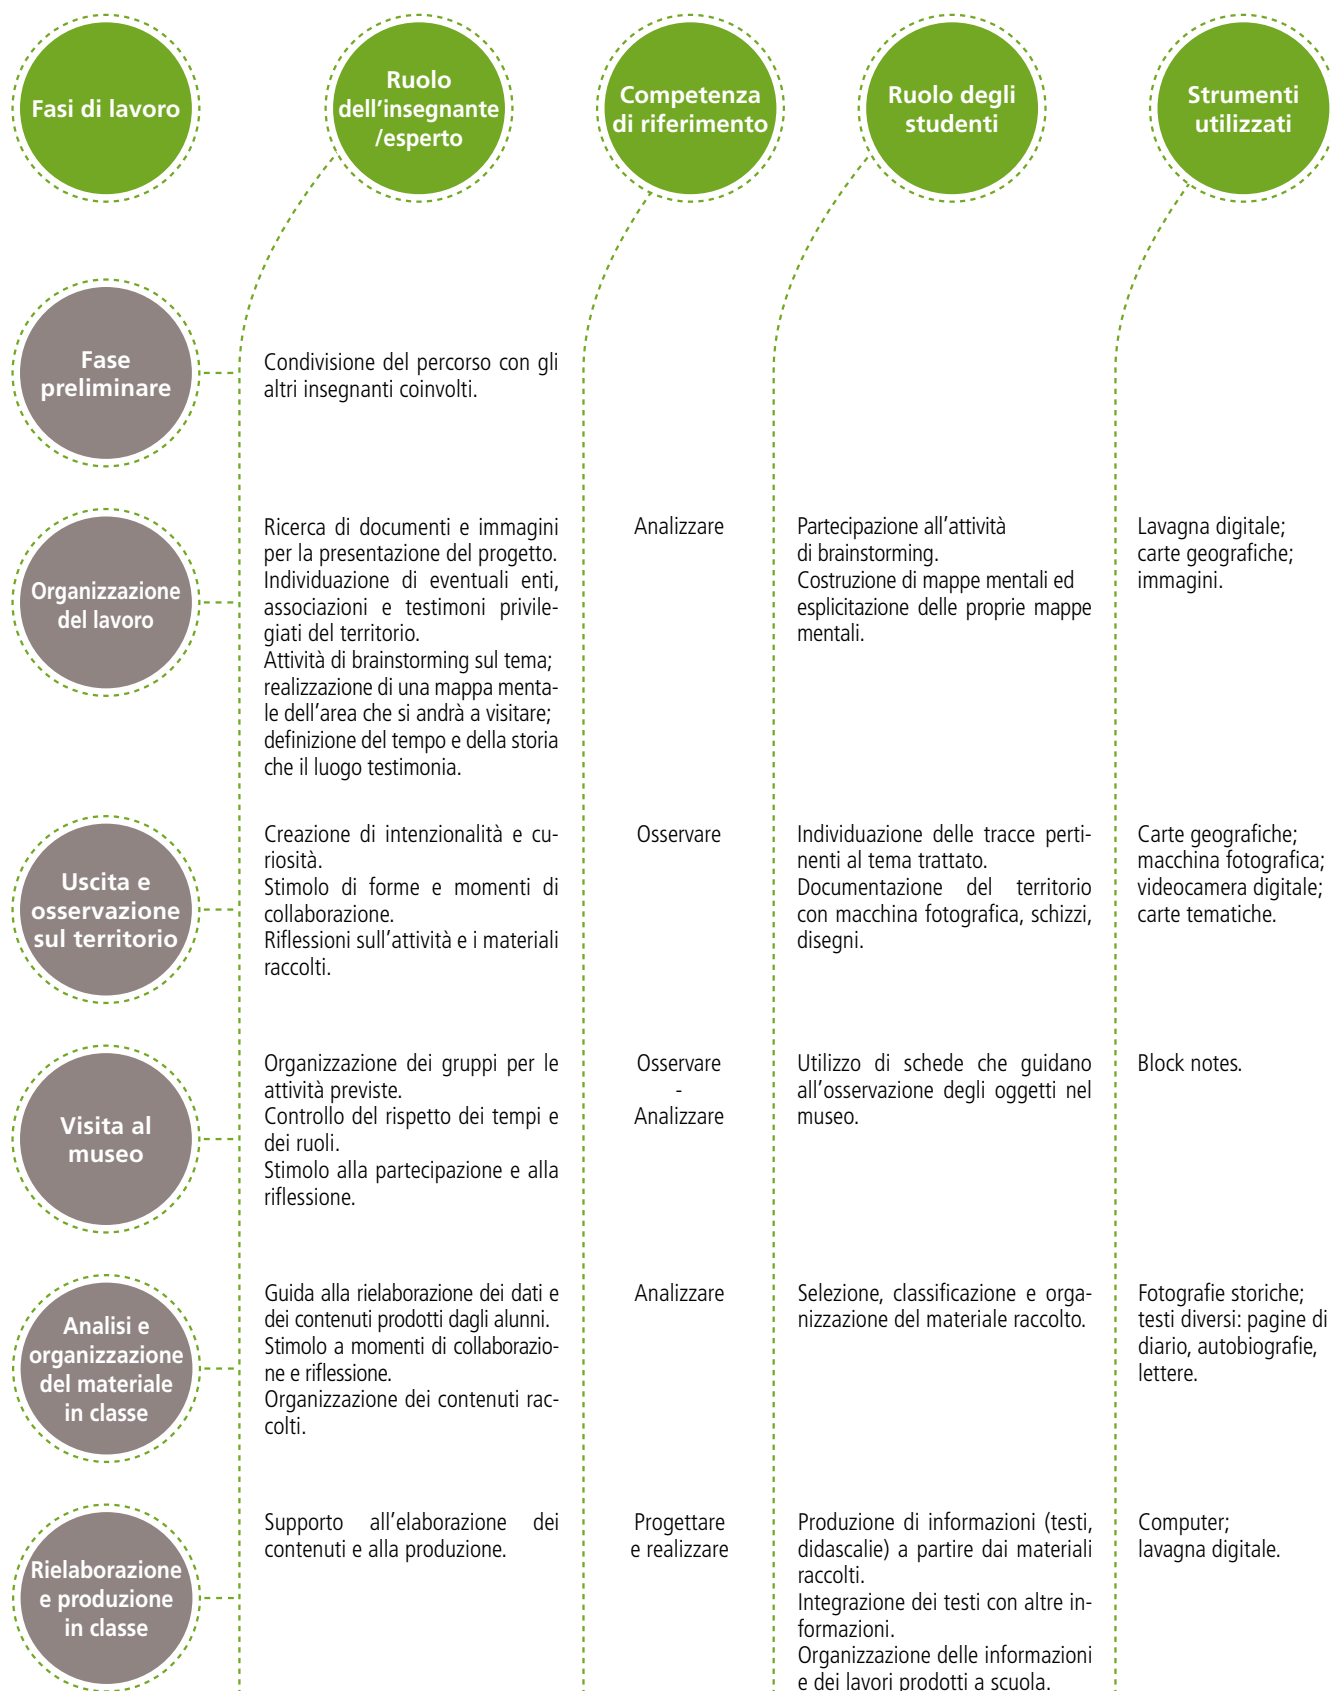 Fasi di lavoro
Ruolo
dell'insegnante
/esperto
Competenza
di riferimento
Ruolo degli
studenti
Strumenti
utilizzati
Fase
preliminare
Condivisione del percorso con gli
altri insegnanti coinvolti.
Organizzazione
del lavoro
Ricerca di documenti e immagini
per la presentazione del progetto.
Individuazione di eventuali enti,
associazioni e testimoni privile-
giati del territorio.
Attività di brainstorming sul tema;
realizzazione di una mappa menta-
le dell'area che si andrà a visitare;
definizione del tempo e della storia
che il luogo testimonia.
Analizzare
Partecipazione all'attività
di brainstorming.
Costruzione di mappe mentali ed
esplicitazione delle proprie mappe
mentali.
Lavagna digitale;
carte geografiche;
immagini.
Uscita e
osservazione
sul territorio
Creazione di intenzionalità e cu-
riosità.
Stimolo di forme e momenti di
collaborazione.
Riflessioni sull'attività e i materiali
raccolti.
Osservare
Individuazione delle tracce perti-
nenti al tema trattato.
Documentazione del territorio
con macchina fotografica, schizzi,
disegni.
Carte geografiche;
macchina fotografica;
videocamera digitale;
carte tematiche.
Visita al
museo
Organizzazione dei gruppi per le
attività previste.
Controllo del rispetto dei tempi e
dei ruoli.
Stimolo alla partecipazione e alla
riflessione.
Osservare
-
Analizzare
Utilizzo di schede che guidano
all'osservazione degli oggetti nel
museo.
Block notes.
Analisi e
organizzazione
del materiale
in classe
Guida alla rielaborazione dei dati e
dei contenuti prodotti dagli alunni.
Stimolo a momenti di collaborazio-
ne e riflessione.
Organizzazione dei contenuti rac-
colti.
Analizzare
Selezione, classificazione e orga-
nizzazione del materiale raccolto.
Fotografie storiche;
testi diversi: pagine di
diario, autobiografie,
lettere.
Rielaborazione
e produzione
in classe
Supporto all'elaborazione dei
contenuti e alla produzione.
Progettare
e realizzare
Produzione di informazioni (testi,
didascalie) a partire dai materiali
raccolti.
Integrazione dei testi con altre in-
formazioni.
Organizzazione delle informazioni
e dei lavori prodotti a scuola.
Computer;
lavagna digitale.